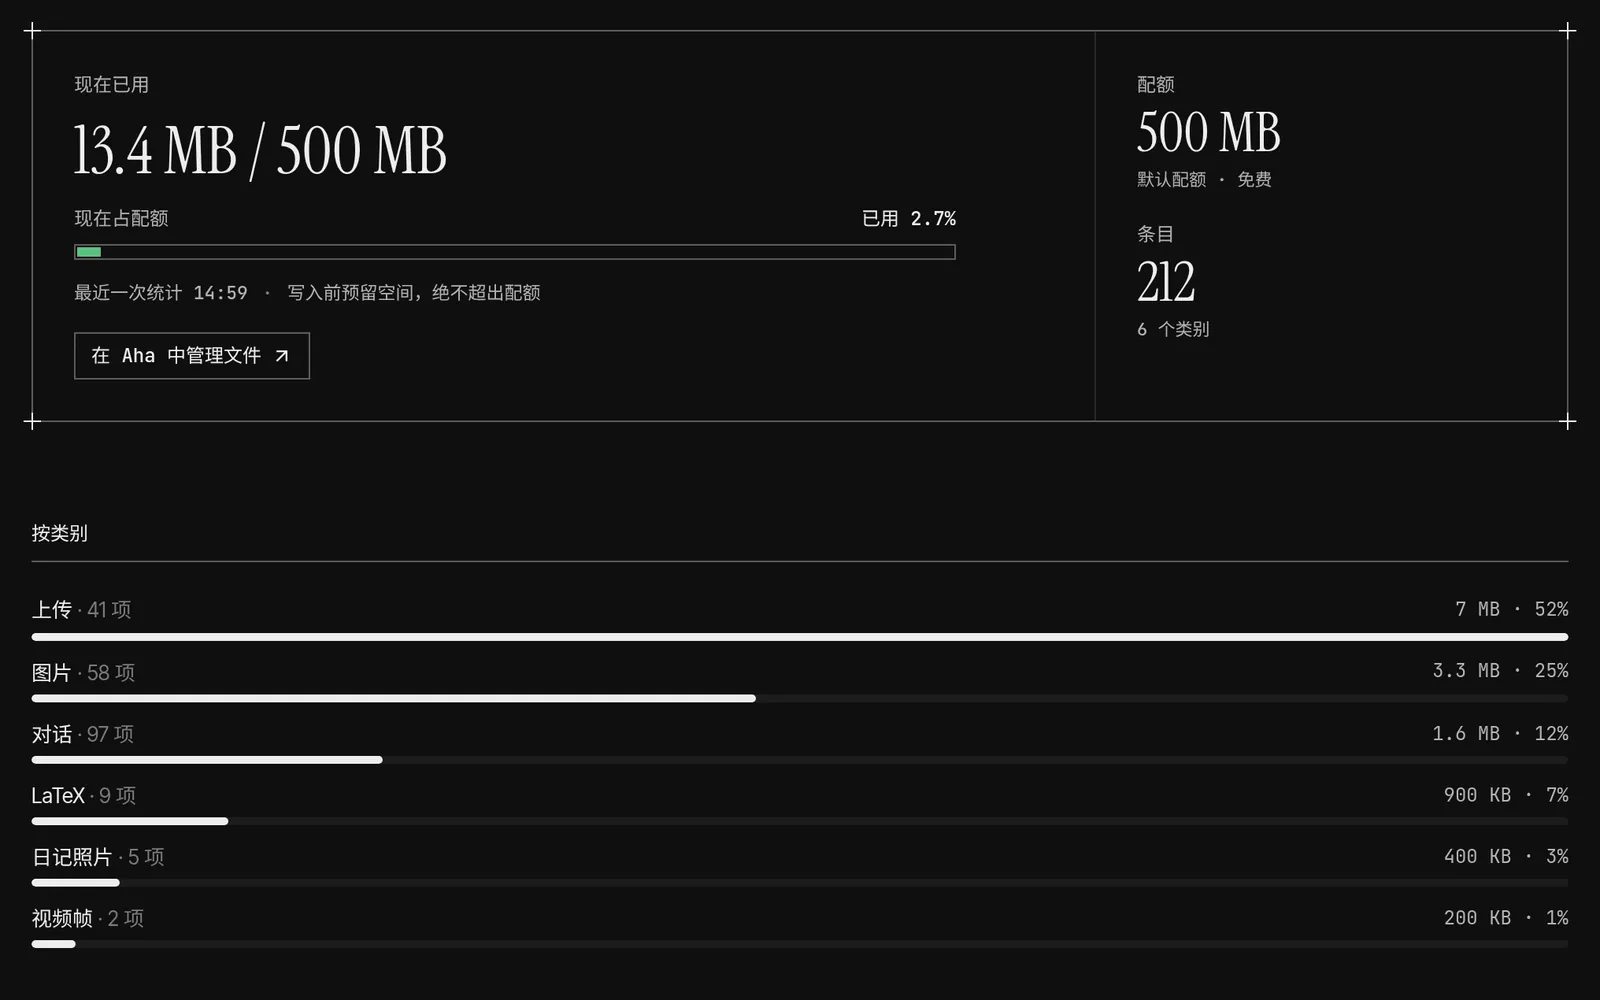 现在已用
13.4 MB / 500 MB
现在占配额
已用 2.7%
最近一次统计 14:59 · 写入前预留空间，绝不超出配额
在 Aha 中管理文件 ↗
配额
500 MB
默认配额 · 免费
条目
212
6 个类别
按类别
上传 · 41 项
7 MB · 52%
图片 · 58 项
3.3 MB · 25%
对话 · 97 项
1.6 MB · 12%
LaTeX · 9 项
900 KB · 7%
日记照片 · 5 项
400 KB · 3%
视频帧 · 2 项
200 KB · 1%